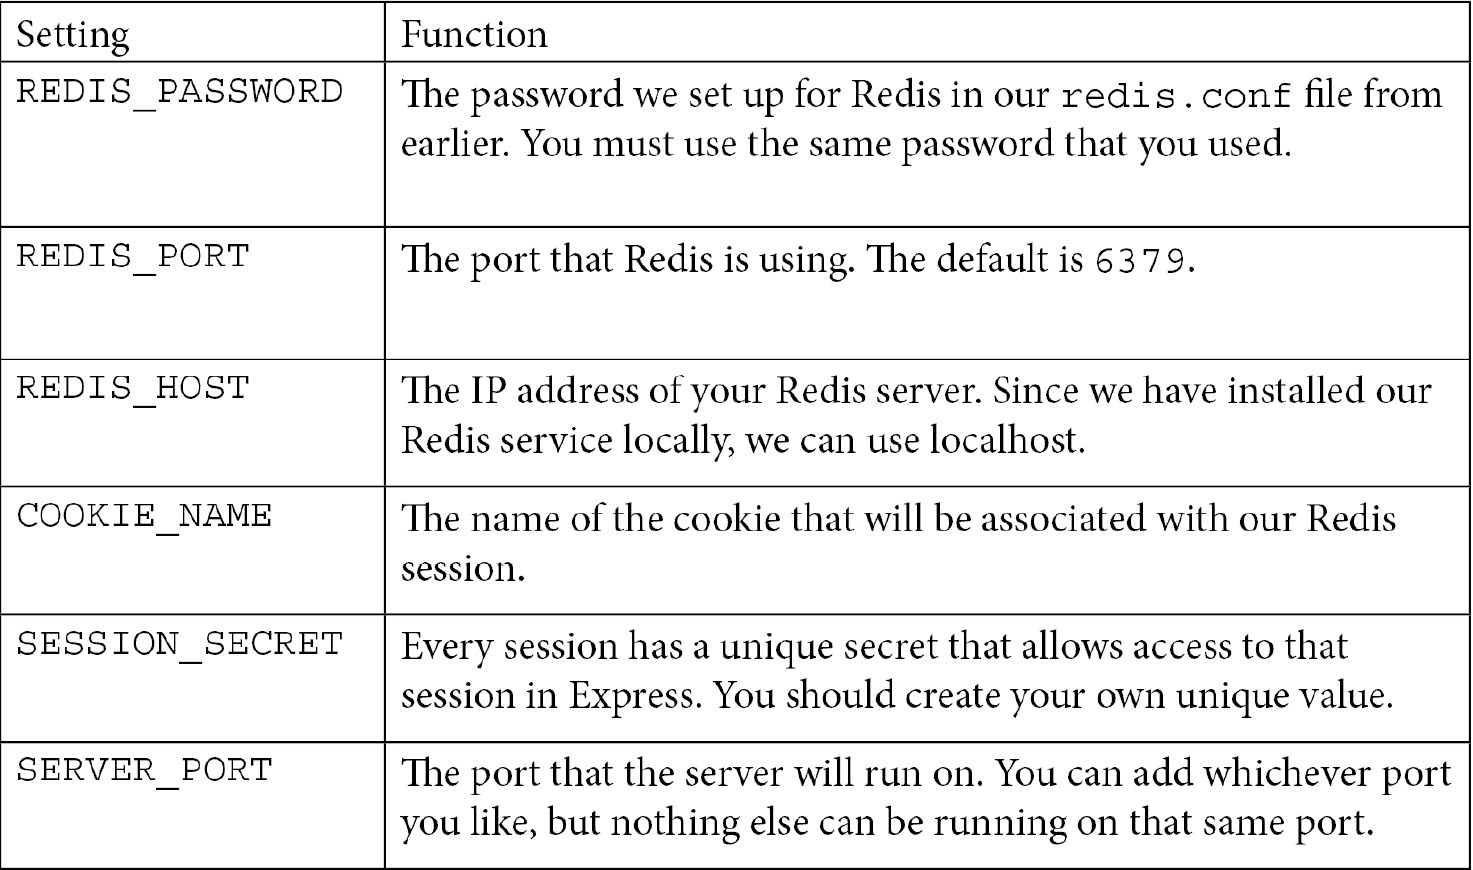 Setting Function
REDIS_PASSWORD The password we set up for Redis in our redis.conf file from
earlier. You must use the same password that you used.
REDIS_PORT The port that Redis is using. The default is 6379.
REDIS_HOST The IP address of your Redis server. Since we have installed our
Redis service locally, we can use localhost.
COOKIE_NAME The name of the cookie that will be associated with our Redis
session.
SESSION_SECRET Every session has a unique secret that allows access to that
session in Express. You should create your own unique value.
SERVER_PORT The port that the server will run on. You can add whichever port
you like, but nothing else can be running on that same port.